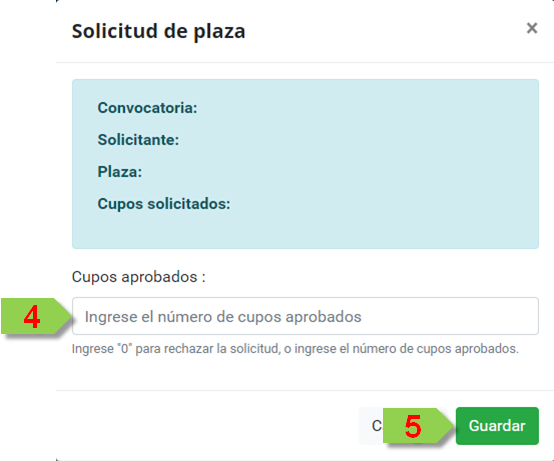 Solicitud de plaza ×
Convocatoria:
Solicitante:
Plaza:
Cupos solicitados:
Cupos aprobados :
4 Ingrese el número de cupos aprobados
Ingrese "0" para rechazar la solicitud, o ingrese el número de cupos aprobados.
5 Guardar